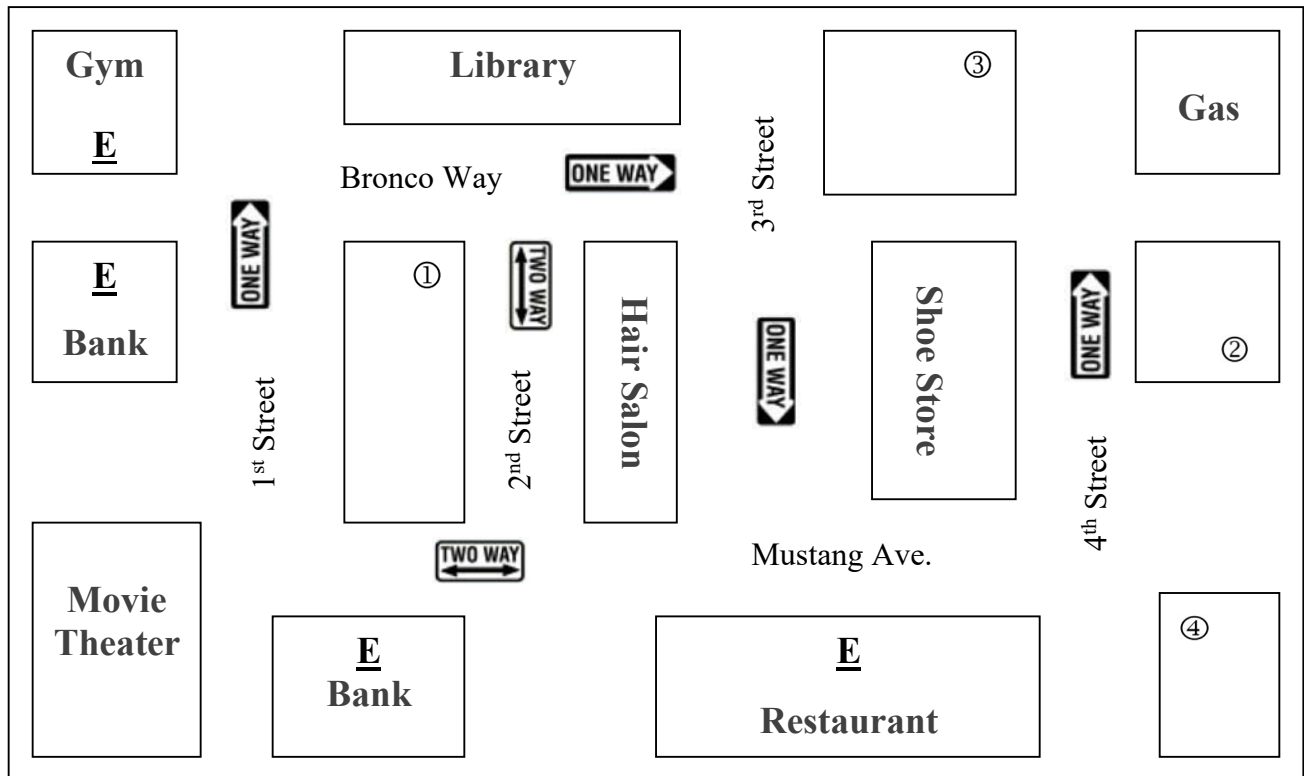 Gym
E
Library
③
Gas
Bronco Way
ONE WAY
3rd Street
ONE WAY
E
Bank
①
TWO WAY
Hair Salon
ONE WAY
Shoe Store
ONE WAY
②
1st Street
2nd Street
4th Street
TWO WAY
Mustang Ave.
Movie
Theater
E
Bank
E
Restaurant
④